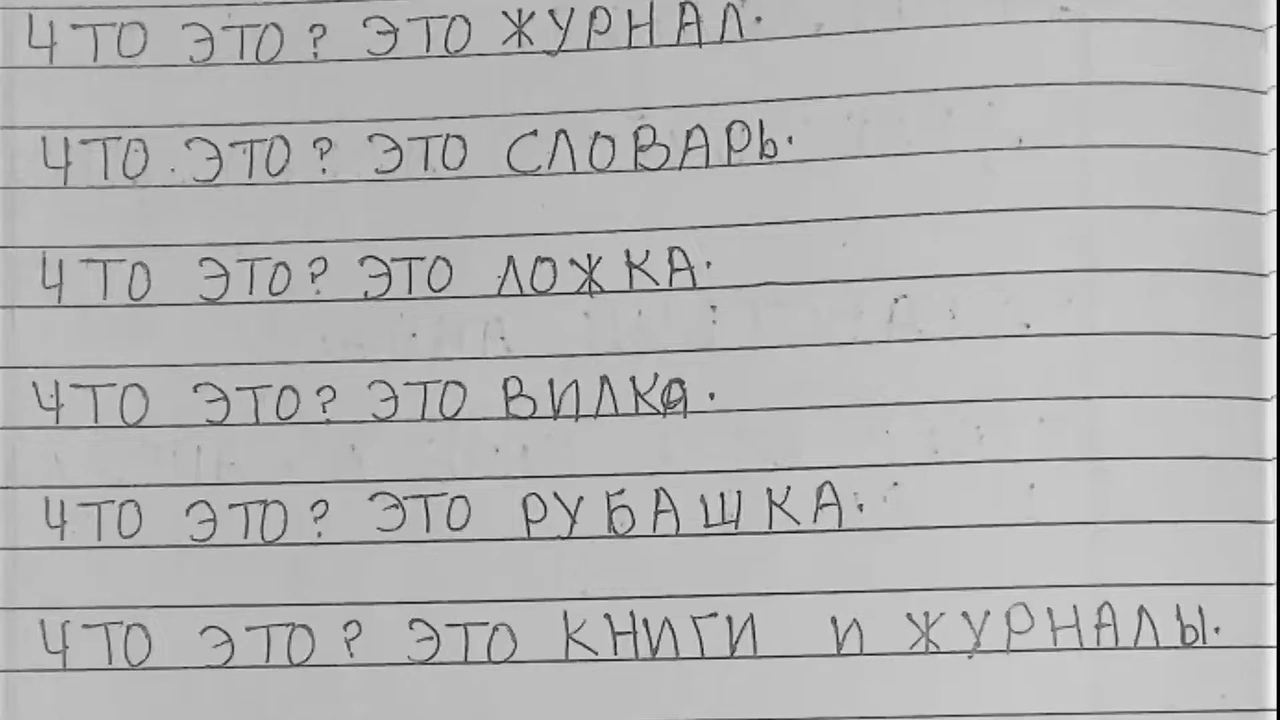 ЧТО ЭТО? ЭТО ЖУРНАЛ.
ЧТО ЭТО? ЭТО СЛОВАРЬ.
ЧТО ЭТО? ЭТО ЛОЖКА.
ЧТО ЭТО? ЭТО ВИЛКА.
ЧТО ЭТО? ЭТО РУБАШКА.
ЧТО ЭТО? ЭТО КНИГИ И ЖУРНАЛЫ.